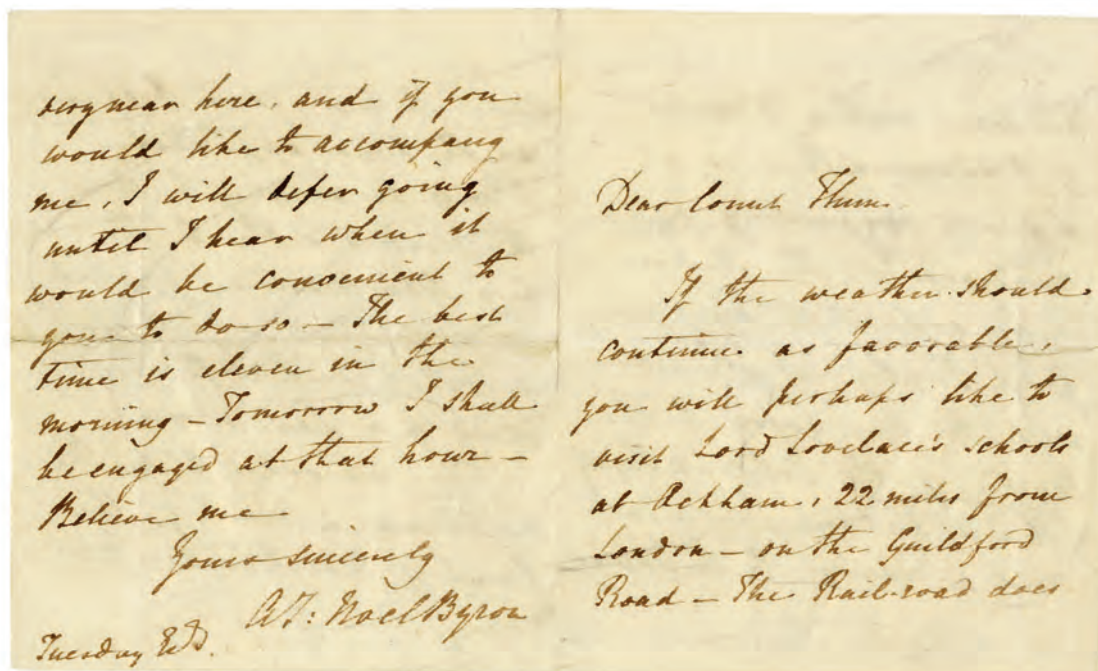 Dear Count Thun.
If the weather should
continue as favorable,
you will perhaps like to
visit Lord Lovelace's schools
at Ockham, 22 miles from
London — on the Guildford
Road — The Rail-road does
very near here, and if you
would like to accompany
me, I will defer going
until I hear when it
would be convenient to
you to do so — The best
time is eleven in the
morning — Tomorrow I shall
be engaged at that hour —
Believe me
Yours sincerely
A I: Noel Byron
Tuesday